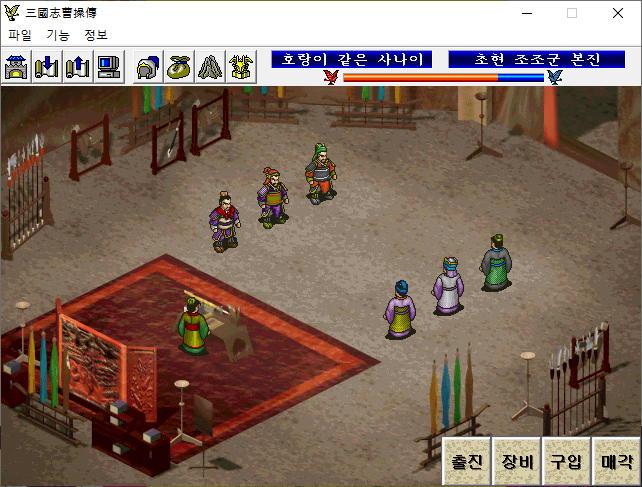 三國志曹操傳
파일 기능 정보
호랑이 같은 사나이 초현 조조군 본진
출진 장비 구입 매각